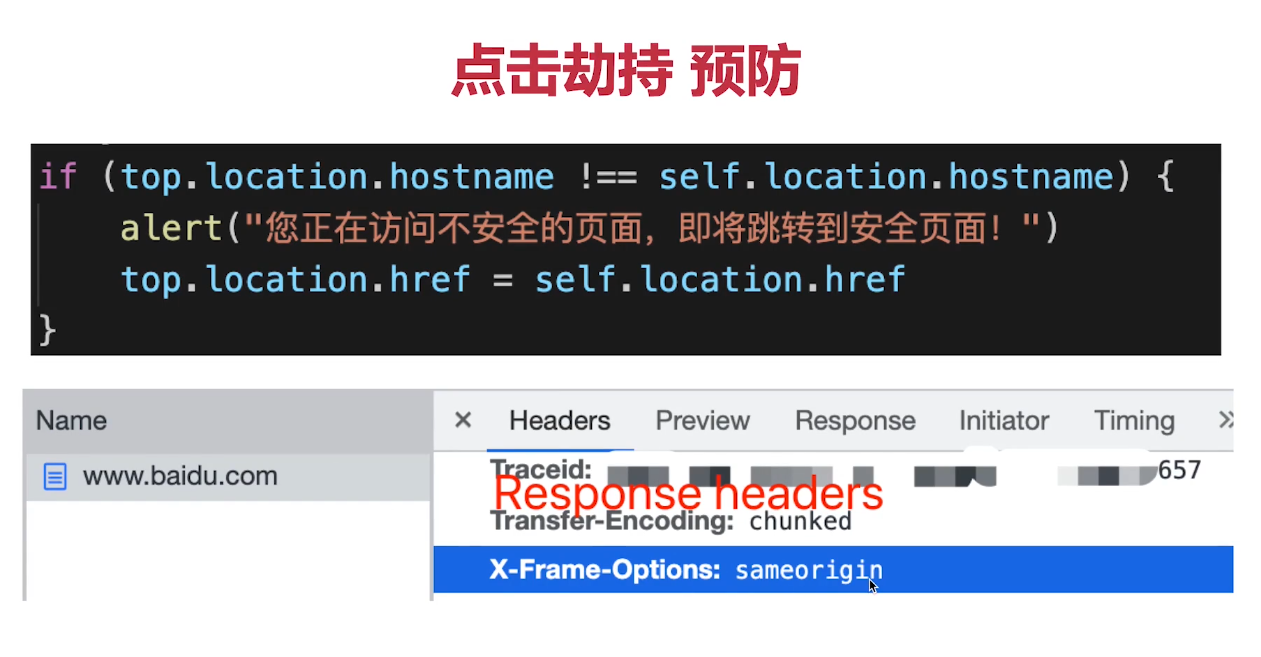 点击劫持 预防
if (top.location.hostname !== self.location.hostname) {
alert("您正在访问不安全的页面，即将跳转到安全页面！")
top.location.href = self.location.href
}
Name
× Headers Preview Response Initiator Timing »
www.baidu.com
Traceid: 657
Response headers
Transfer-Encoding: chunked
X-Frame-Options: sameorigin